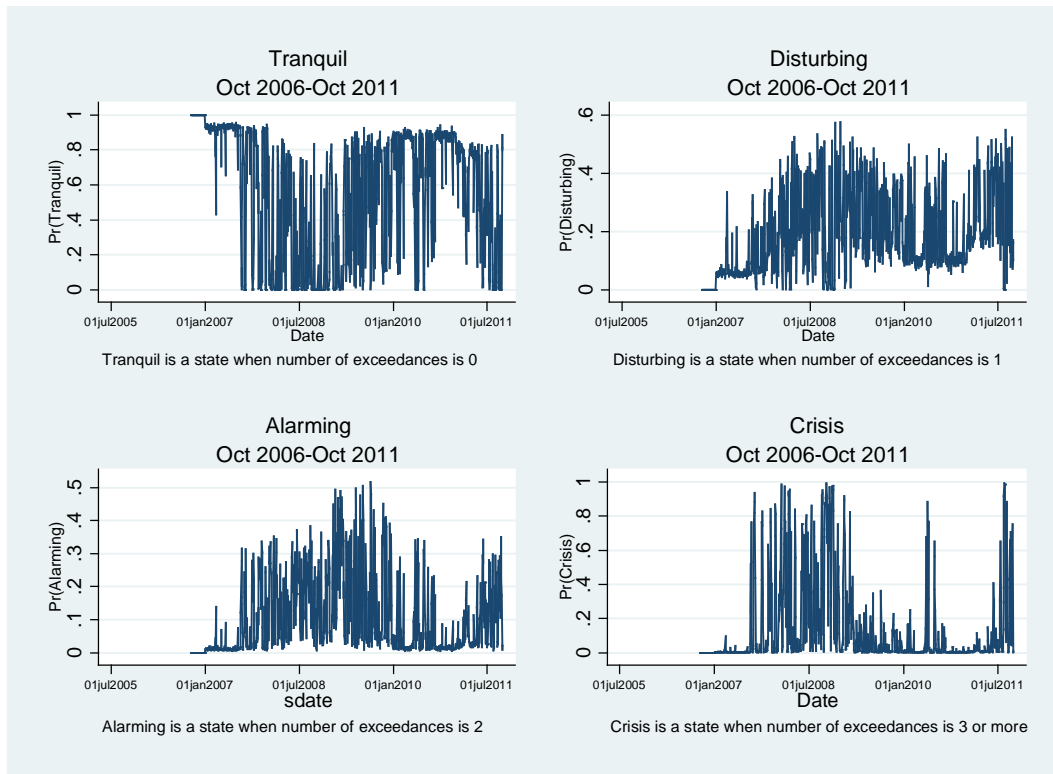 Tranquil
Oct 2006-Oct 2011
Pr(Tranquil)
1
.8
.6
.4
.2
0
01jul2005 01jan2007 01jul2008 01jan2010 01jul2011
Date
Tranquil is a state when number of exceedances is 0
Disturbing
Oct 2006-Oct 2011
Pr(Disturbing)
.6
.4
.2
0
01jul2005 01jan2007 01jul2008 01jan2010 01jul2011
Date
Disturbing is a state when number of exceedances is 1
Alarming
Oct 2006-Oct 2011
Pr(Alarming)
.5
.4
.3
.2
.1
0
01jul2005 01jan2007 01jul2008 01jan2010 01jul2011
sdate
Alarming is a state when number of exceedances is 2
Crisis
Oct 2006-Oct 2011
Pr(Crisis)
1
.8
.6
.4
.2
0
01jul2005 01jan2007 01jul2008 01jan2010 01jul2011
Date
Crisis is a state when number of exceedances is 3 or more